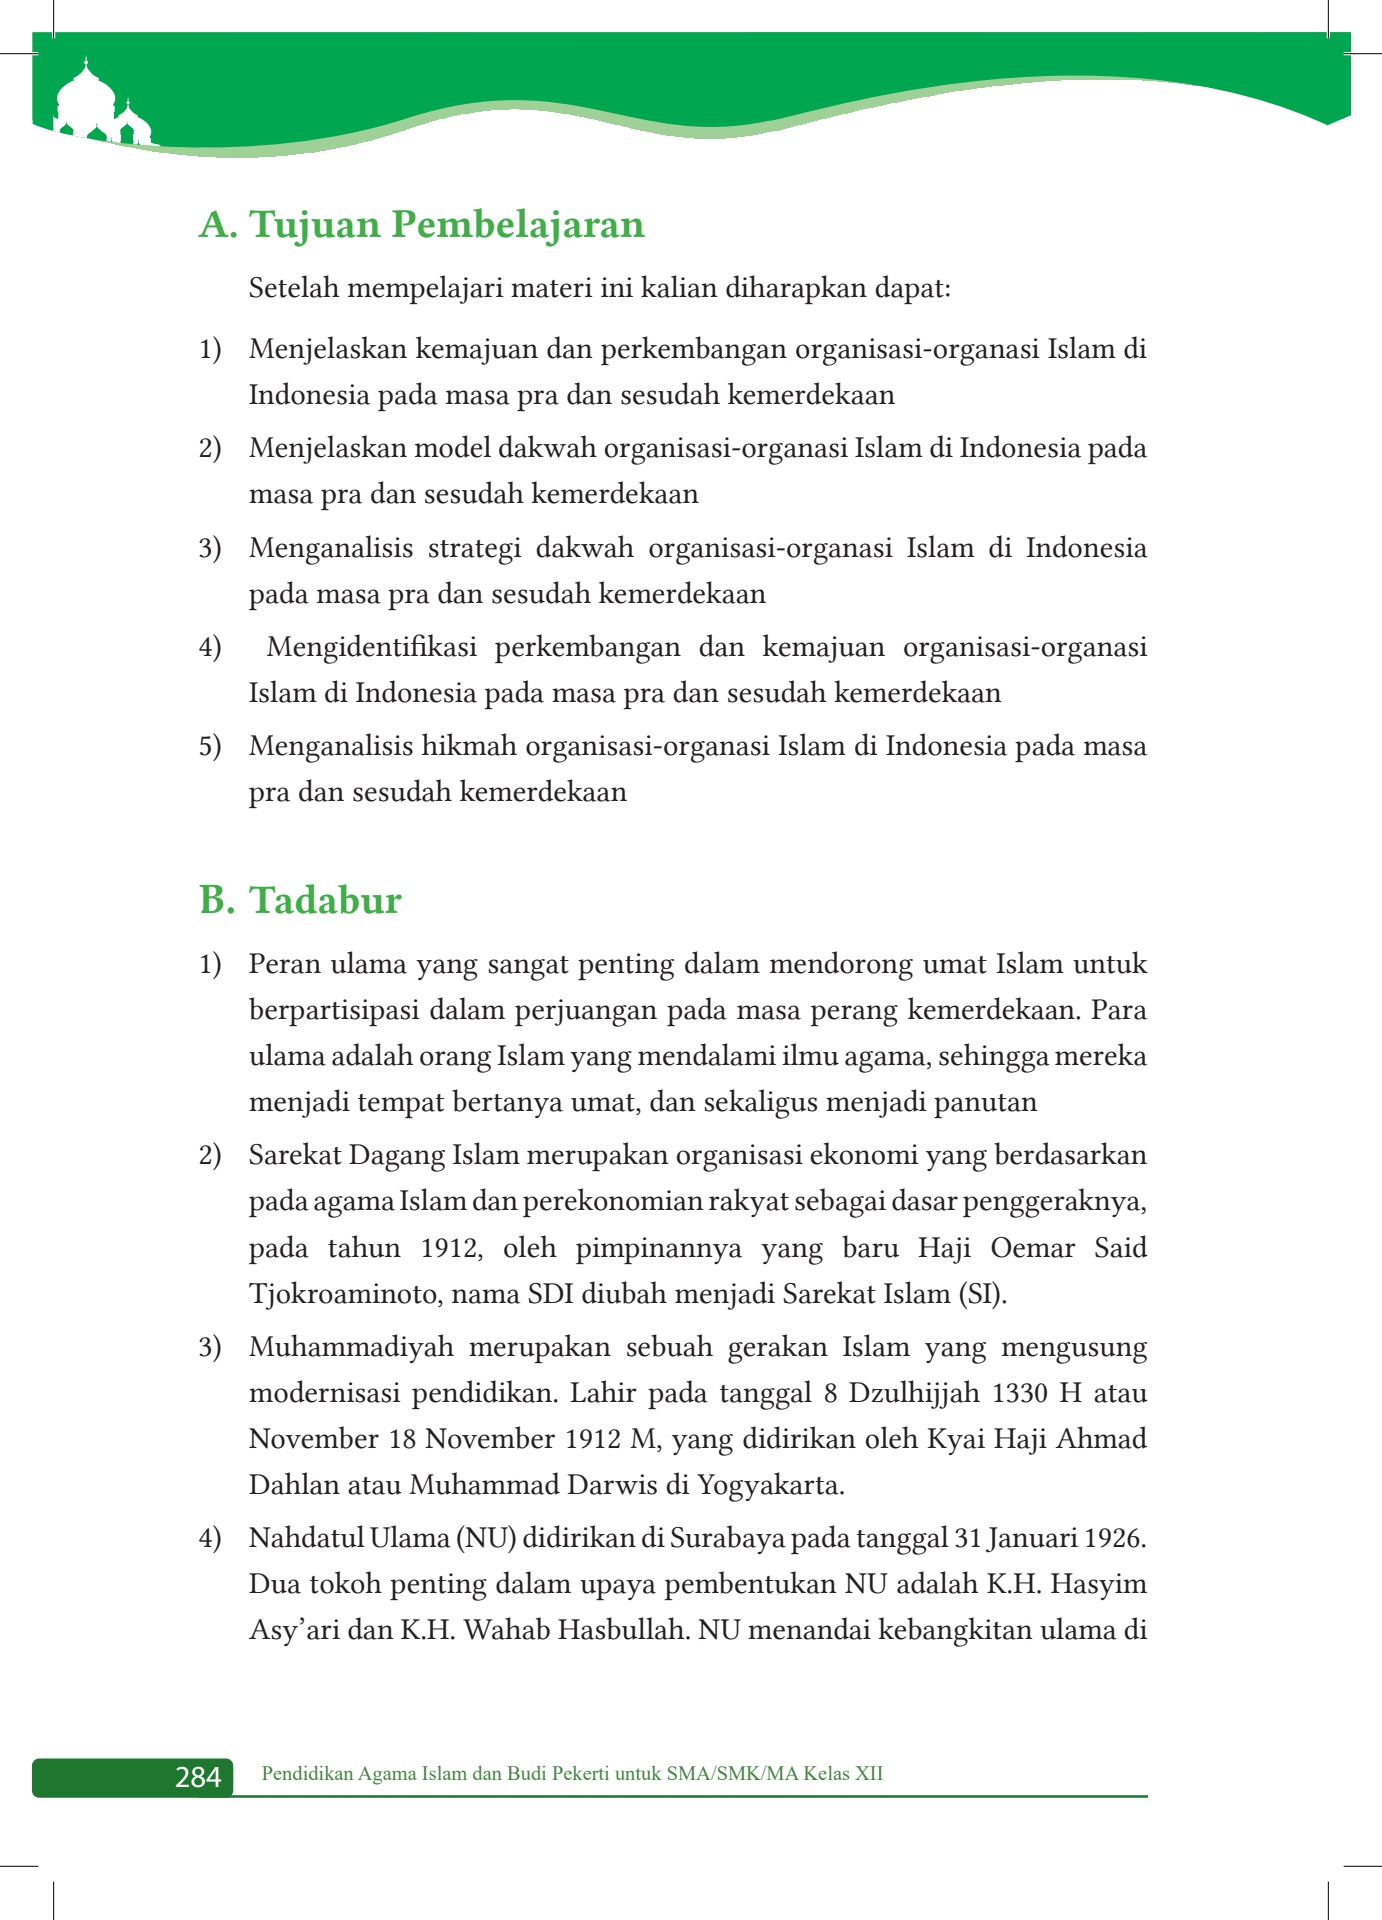 A. Tujuan Pembelajaran
Setelah mempelajari materi ini kalian diharapkan dapat:
1) Menjelaskan kemajuan dan perkembangan organisasi-organasi Islam di
Indonesia pada masa pra dan sesudah kemerdekaan
2) Menjelaskan model dakwah organisasi-organasi Islam di Indonesia pada
masa pra dan sesudah kemerdekaan
3) Menganalisis strategi dakwah organisasi-organasi Islam di Indonesia
pada masa pra dan sesudah kemerdekaan
4) Mengidentifikasi perkembangan dan kemajuan organisasi-organasi
Islam di Indonesia pada masa pra dan sesudah kemerdekaan
5) Menganalisis hikmah organisasi-organasi Islam di Indonesia pada masa
pra dan sesudah kemerdekaan
B. Tadabur
1) Peran ulama yang sangat penting dalam mendorong umat Islam untuk
berpartisipasi dalam perjuangan pada masa perang kemerdekaan. Para
ulama adalah orang Islam yang mendalami ilmu agama, sehingga mereka
menjadi tempat bertanya umat, dan sekaligus menjadi panutan
2) Sarekat Dagang Islam merupakan organisasi ekonomi yang berdasarkan
pada agama Islam dan perekonomian rakyat sebagai dasar penggeraknya,
pada tahun 1912, oleh pimpinannya yang baru Haji Oemar Said
Tjokroaminoto, nama SDI diubah menjadi Sarekat Islam (SI).
3) Muhammadiyah merupakan sebuah gerakan Islam yang mengusung
modernisasi pendidikan. Lahir pada tanggal 8 Dzulhijjah 1330 H atau
November 18 November 1912 M, yang didirikan oleh Kyai Haji Ahmad
Dahlan atau Muhammad Darwis di Yogyakarta.
4) Nahdatul Ulama (NU) didirikan di Surabaya pada tanggal 31 Januari 1926.
Dua tokoh penting dalam upaya pembentukan NU adalah K.H. Hasyim
Asy’ari dan K.H. Wahab Hasbullah. NU menandai kebangkitan ulama di
284 Pendidikan Agama Islam dan Budi Pekerti untuk SMA/SMK/MA Kelas XII